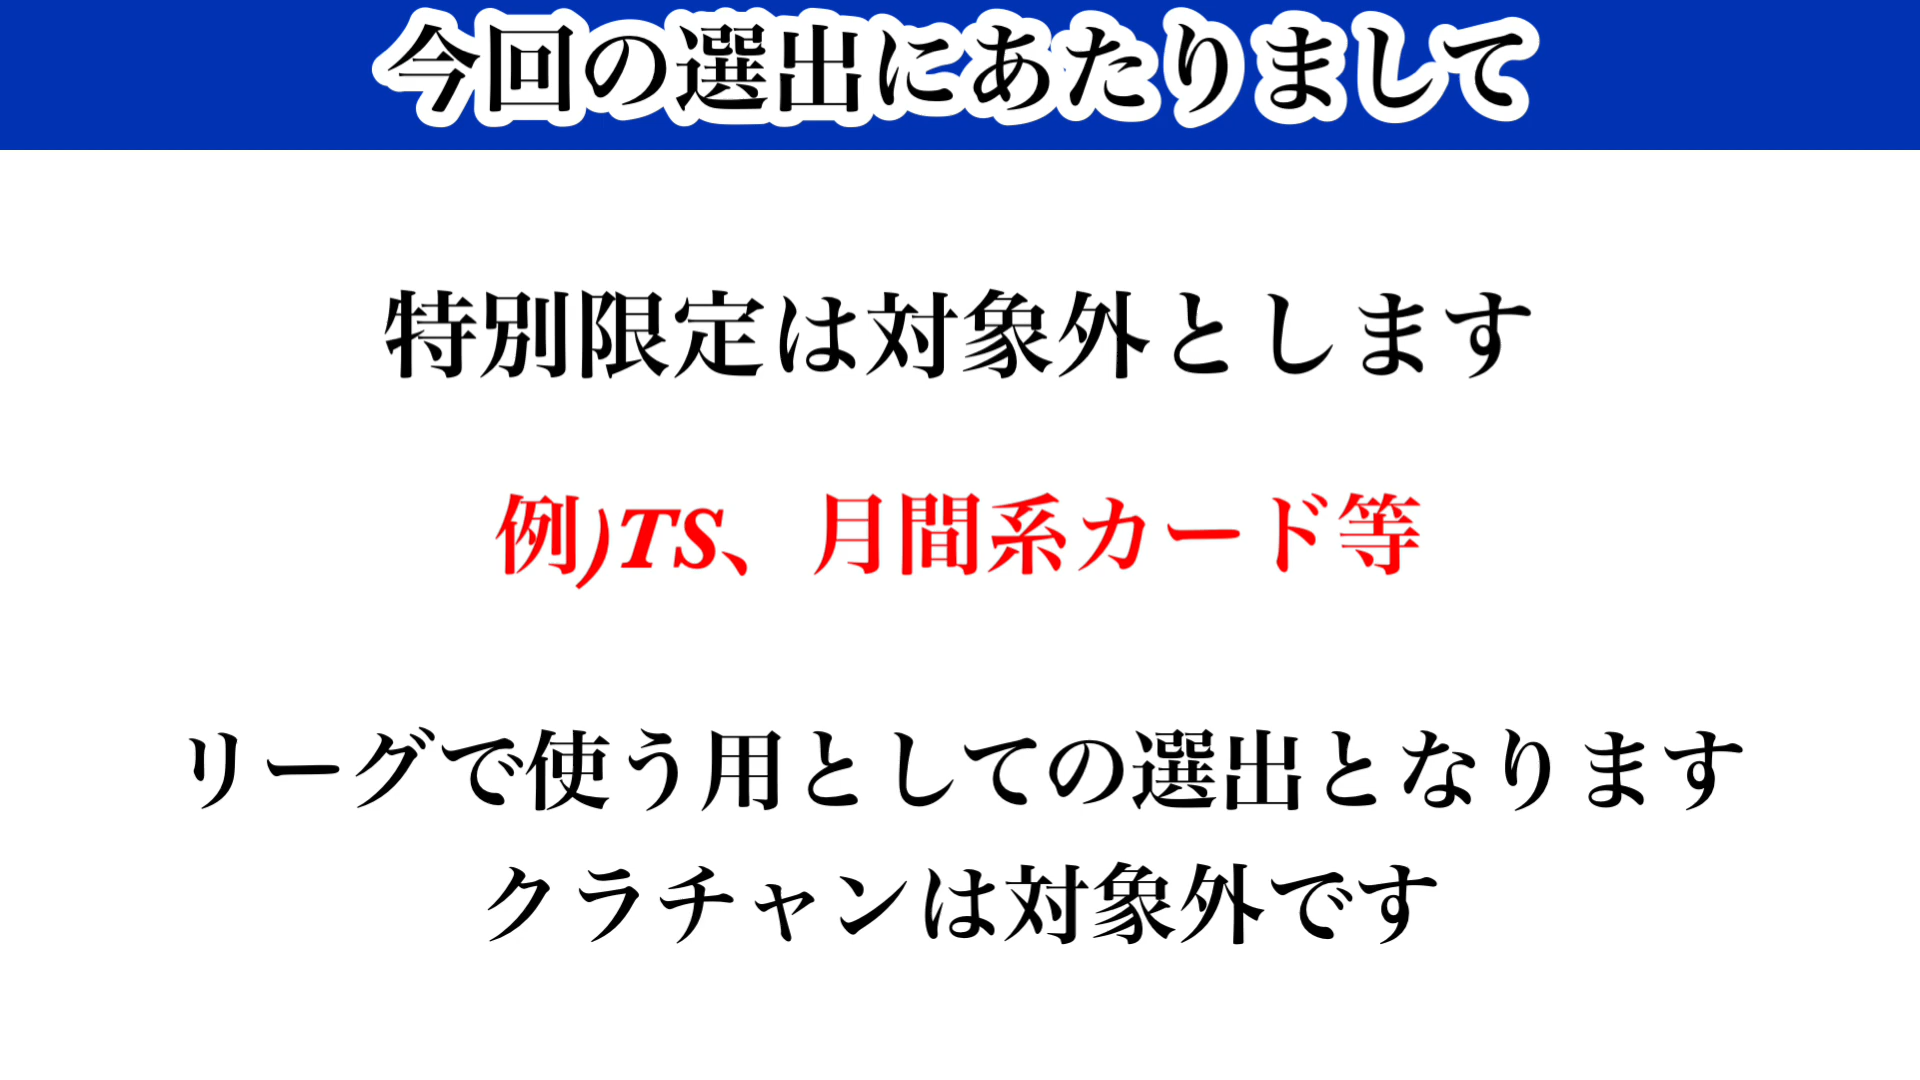 今回の選出にあたりまして
特別限定は対象外とします
例)TS、月間系カード等
リーグで使う用としての選出となります
クラチャンは対象外です